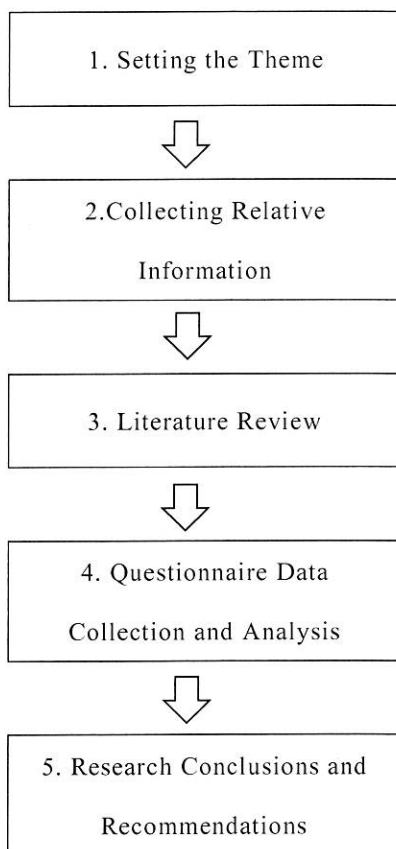 1. Setting the Theme
2.Collecting Relative
Information
3. Literature Review
4. Questionnaire Data
Collection and Analysis
5. Research Conclusions and
Recommendations